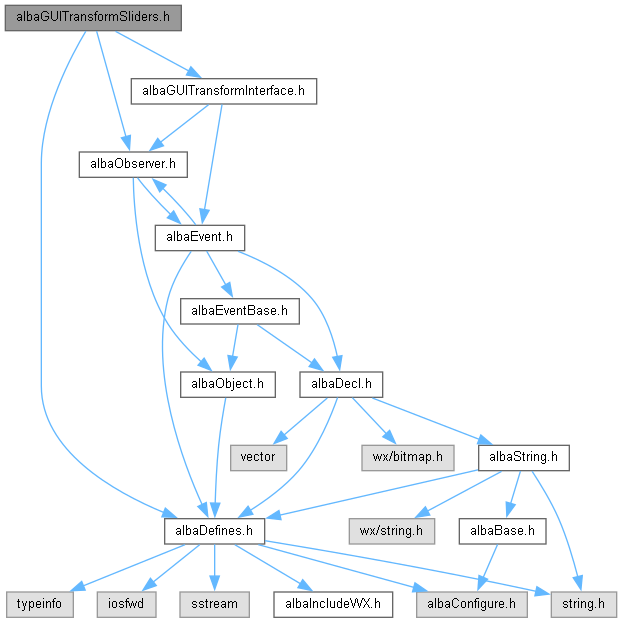 albaGUITransformSliders.h
albaGUITransformInterface.h
albaObserver.h
albaEvent.h
albaEventBase.h
albaObject.h
albaDecl.h
vector
wx/bitmap.h
albaString.h
albaDefines.h
wx/string.h
albaBase.h
typeinfo
iosfwd
sstream
albaIncludeWX.h
albaConfigure.h
string.h